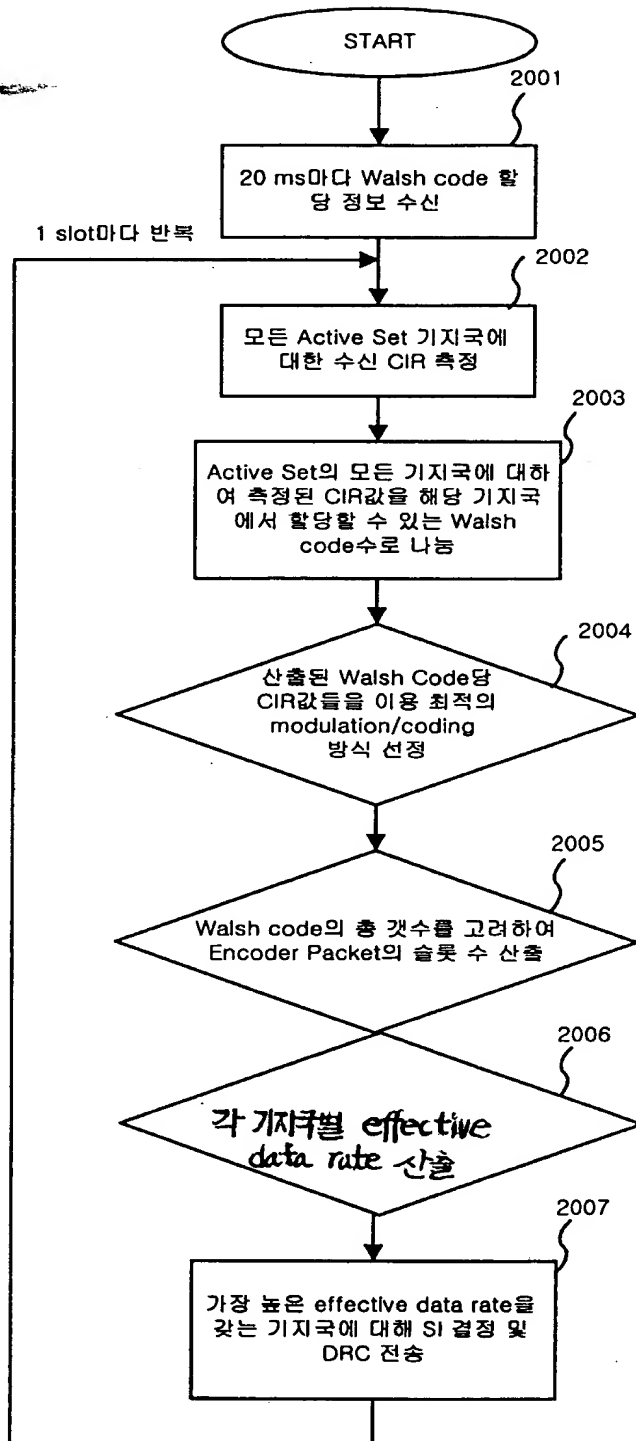 START
2001
20 ms마다 Walsh code 할
당 정보 수신
1 slot마다 반복
2002
모든 Active Set 기지국에
대한 수신 CIR 측정
2003
Active Set의 모든 기지국에 대하
여 측정된 CIR값을 해당 기지국
에서 할당할 수 있는 Walsh
code수로 나눔
2004
산출된 Walsh Code당
CIR값들을 이용 최적의
modulation/coding
방식 선정
2005
Walsh code의 총 갯수를 고려하여
Encoder Packet의 슬롯 수 산출
2006
각 기지국별 effective
data rate 산출
2007
가장 높은 effective data rate을
갖는 기지국에 대해 SI 결정 및
DRC 전송